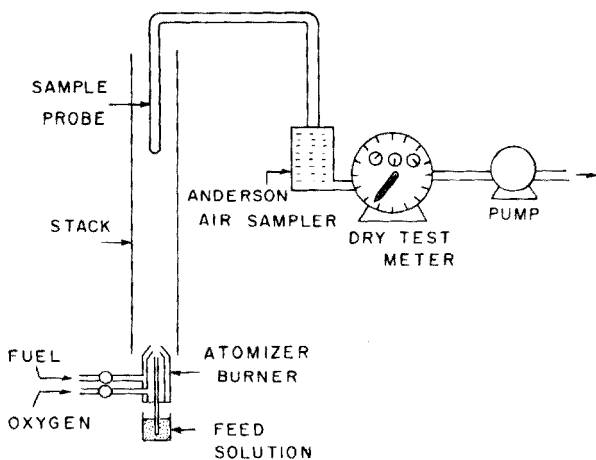 SAMPLE
PROBE
ANDERSON
AIR SAMPLER
DRY TEST
METER
PUMP
STACK
FUEL
OXYGEN
ATOMIZER
BURNER
FEED
SOLUTION